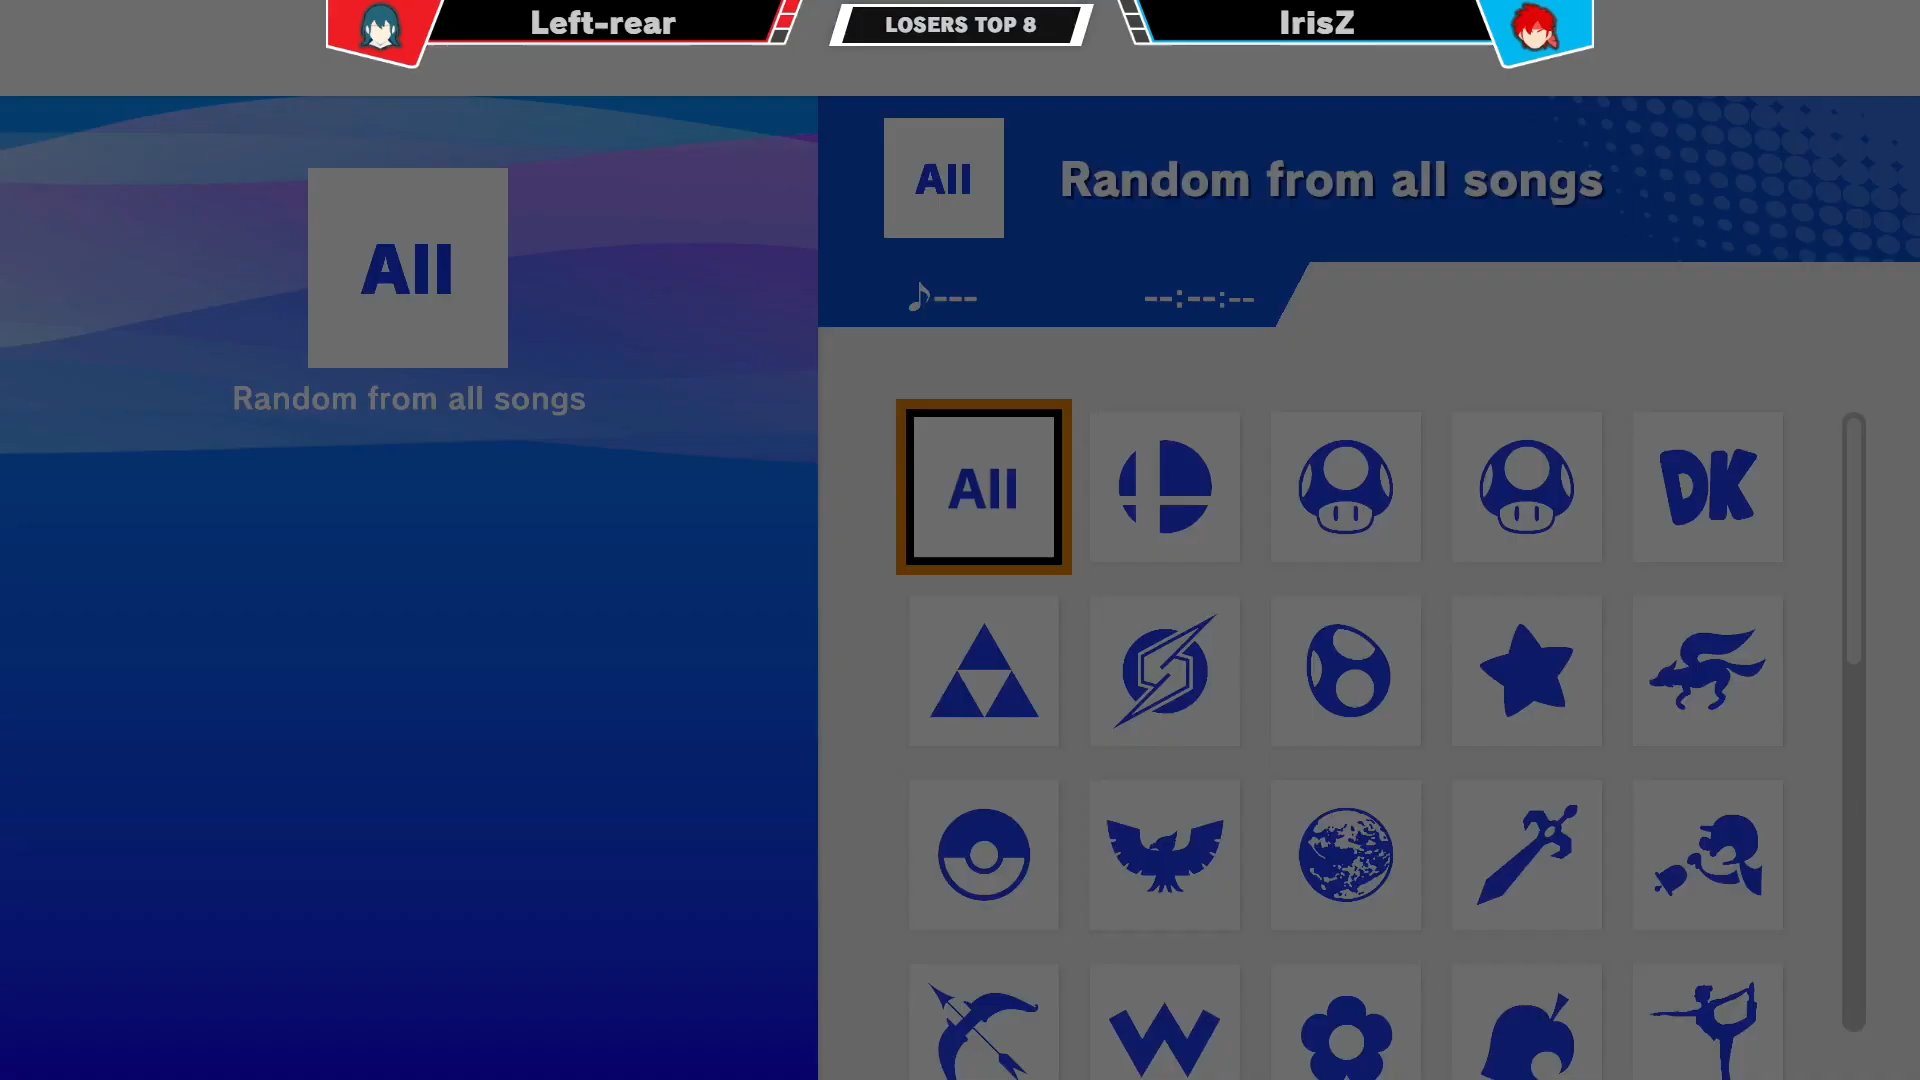 Left-rear
LOSERS TOP 8
IrisZ
All
Random from all songs
All
Random from all songs
♪---
--:--:--
All
DK